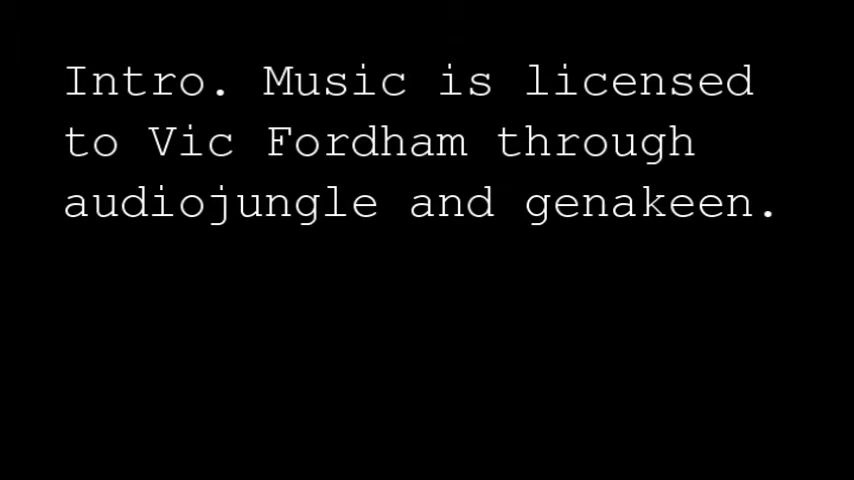 Intro. Music is licensed
to Vic Fordham through
audiojungle and genakeen.